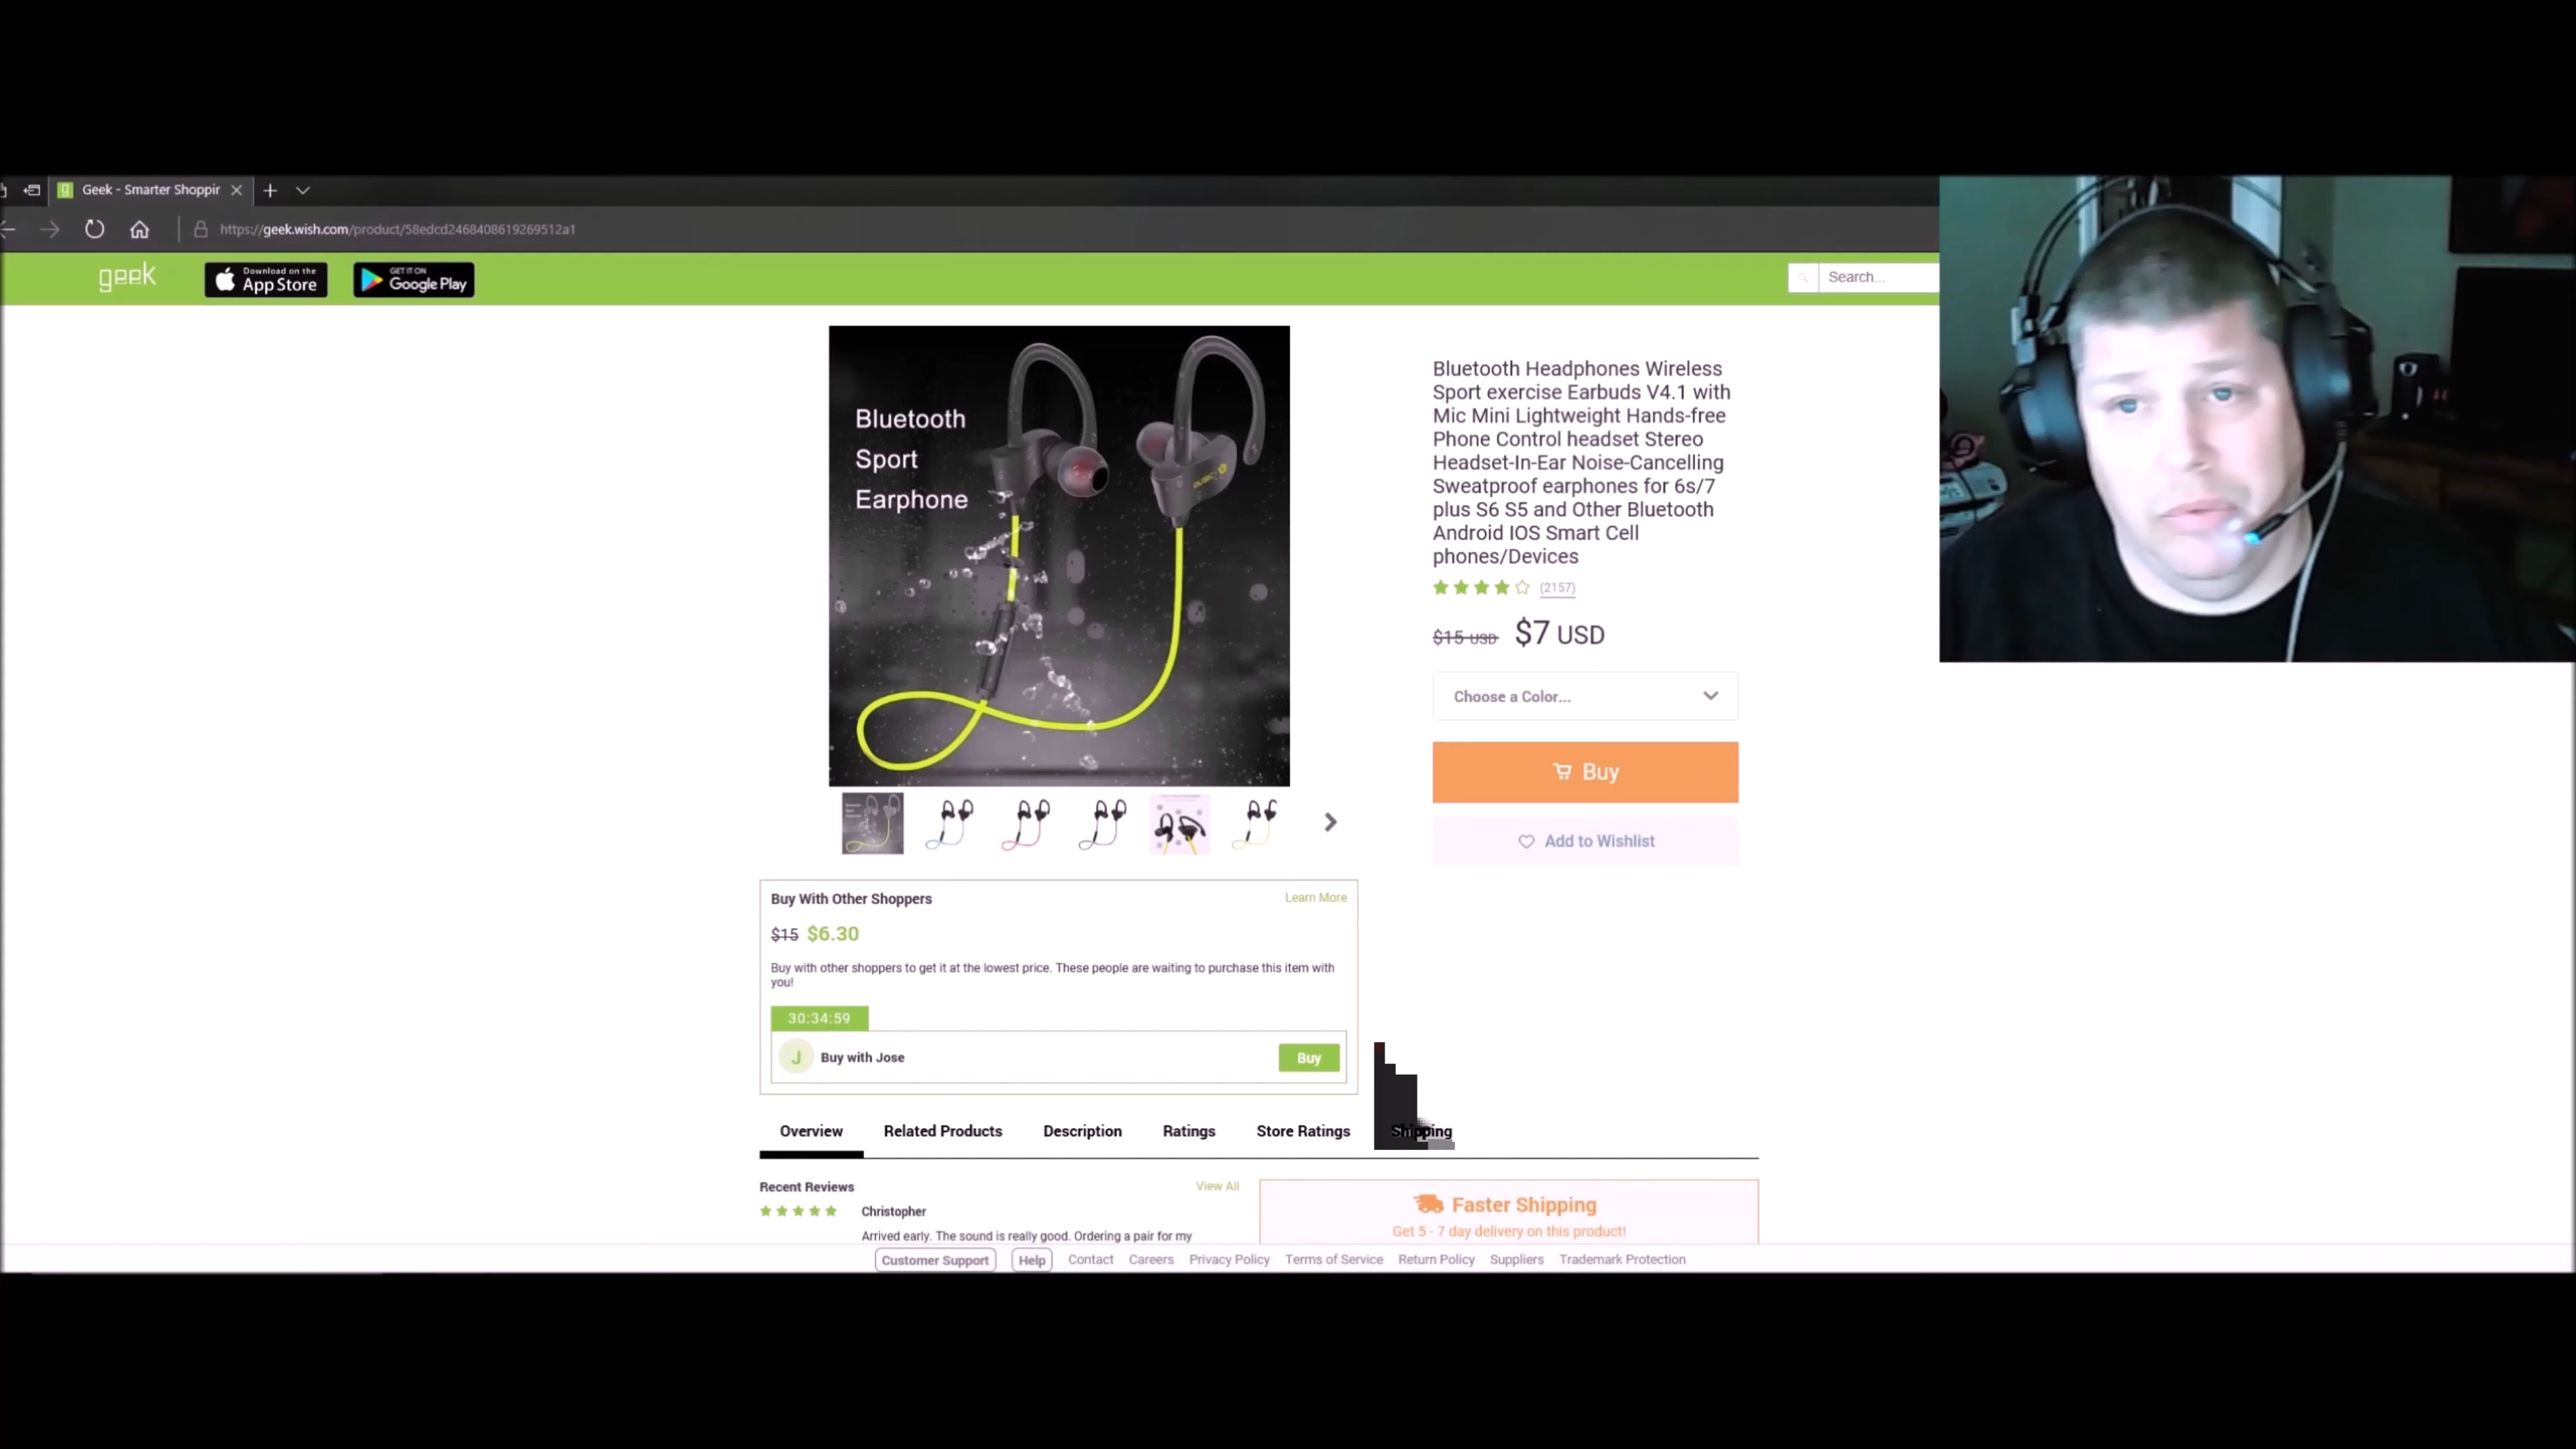 Geek - Smarter Shoppir
https://geek.wish.com/product/58edcd2468408619269512a1
geek
Download on the
App Store
GET IT ON
Google Play
Search...
Bluetooth
Sport
Earphone
Bluetooth Headphones Wireless
Sport exercise Earbuds V4.1 with
Mic Mini Lightweight Hands-free
Phone Control headset Stereo
Headset-In-Ear Noise-Cancelling
Sweatproof earphones for 6s/7
plus S6 S5 and Other Bluetooth
Android IOS Smart Cell
phones/Devices
(2157)
$15 USD $7 USD
Choose a Color...
Buy
Add to Wishlist
Buy With Other Shoppers
Learn More
$15 $6.30
Buy with other shoppers to get it at the lowest price. These people are waiting to purchase this item with
you!
30:34:59
J Buy with Jose
Buy
Overview Related Products Description Ratings Store Ratings Shipping
Recent Reviews
View All
Christopher
Arrived early. The sound is really good. Ordering a pair for my
Faster Shipping
Get 5 - 7 day delivery on this product!
Customer Support Help Contact Careers Privacy Policy Terms of Service Return Policy Suppliers Trademark Protection